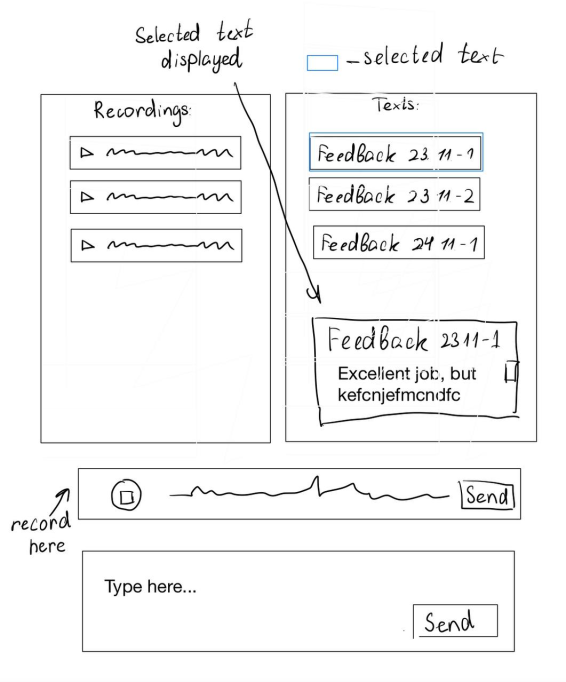 Selected text
displayed
– selected text
Recordings:
Texts:
FeedBack 23 11-1
FeedBack 23 11-2
FeedBack 24 11-1
FeedBack 23 11-1
Excellent job, but
kefcnjefmcndfc
Send
record
here
Type here...
Send